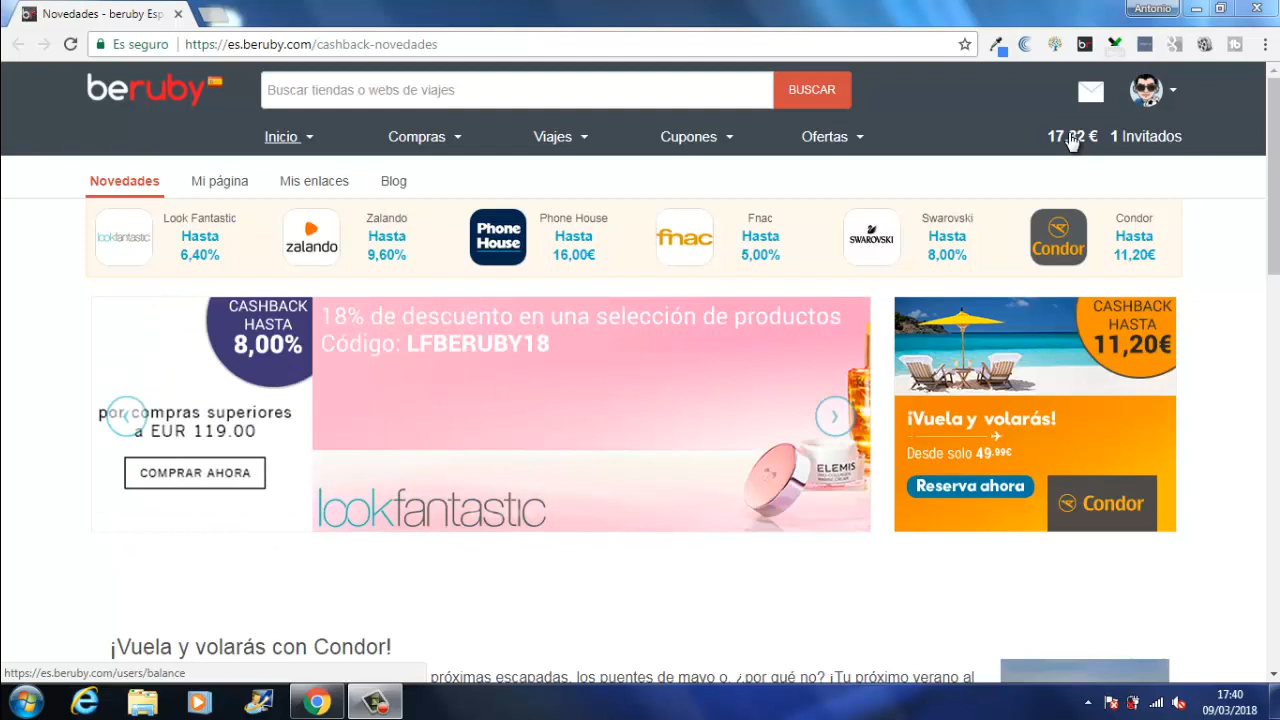 Novedades - beruby Esp
Antonio
Es seguro
https://es.beruby.com/cashback-novedades
beruby
Buscar tiendas o webs de viajes
BUSCAR
Inicio
Compras
Viajes
Cupones
Ofertas
1 Invitados
Novedades
Mi página
Mis enlaces
Blog
lookfantastic
Look Fantastic
Hasta
6,40%
zalando
Zalando
Hasta
9,60%
Phone
House
Phone House
Hasta
16,00€
fnac
Fnac
Hasta
5,00%
SWAROVSKI
Swarovski
Hasta
8,00%
Condor
Condor
Hasta
11,20€
CASHBACK
HASTA
8,00%
por compras superiores
a EUR 119.00
COMPRAR AHORA
18% de descuento en una selección de productos
Código: LFBERUBY18
ELEMIS
lookfantastic
CASHBACK
HASTA
11,20€
¡Vuela y volarás!
Desde solo 49.99€
Reserva ahora
Condor
¡Vuela y volarás con Condor!
próximas escapadas, los puentes de mayo o, ¿por qué no? ¡Tu próximo verano al
https://es.beruby.com/users/balance
17:40
09/03/2018